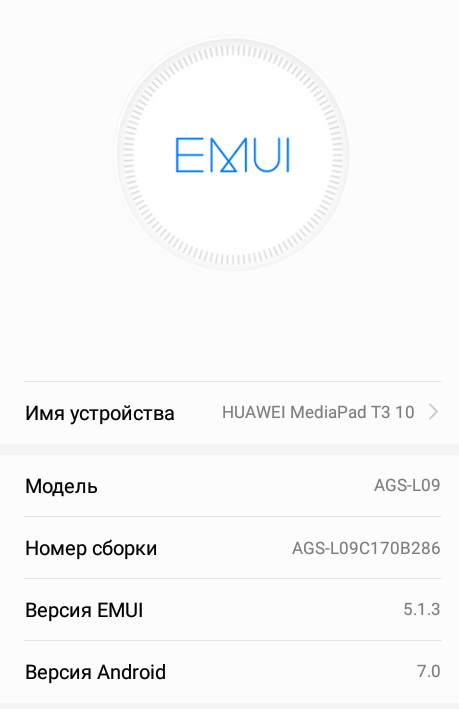 EMUI
Имя устройства HUAWEI MediaPad T3 10
Модель AGS-L09
Номер сборки AGS-L09C170B286
Версия EMUI 5.1.3
Версия Android 7.0